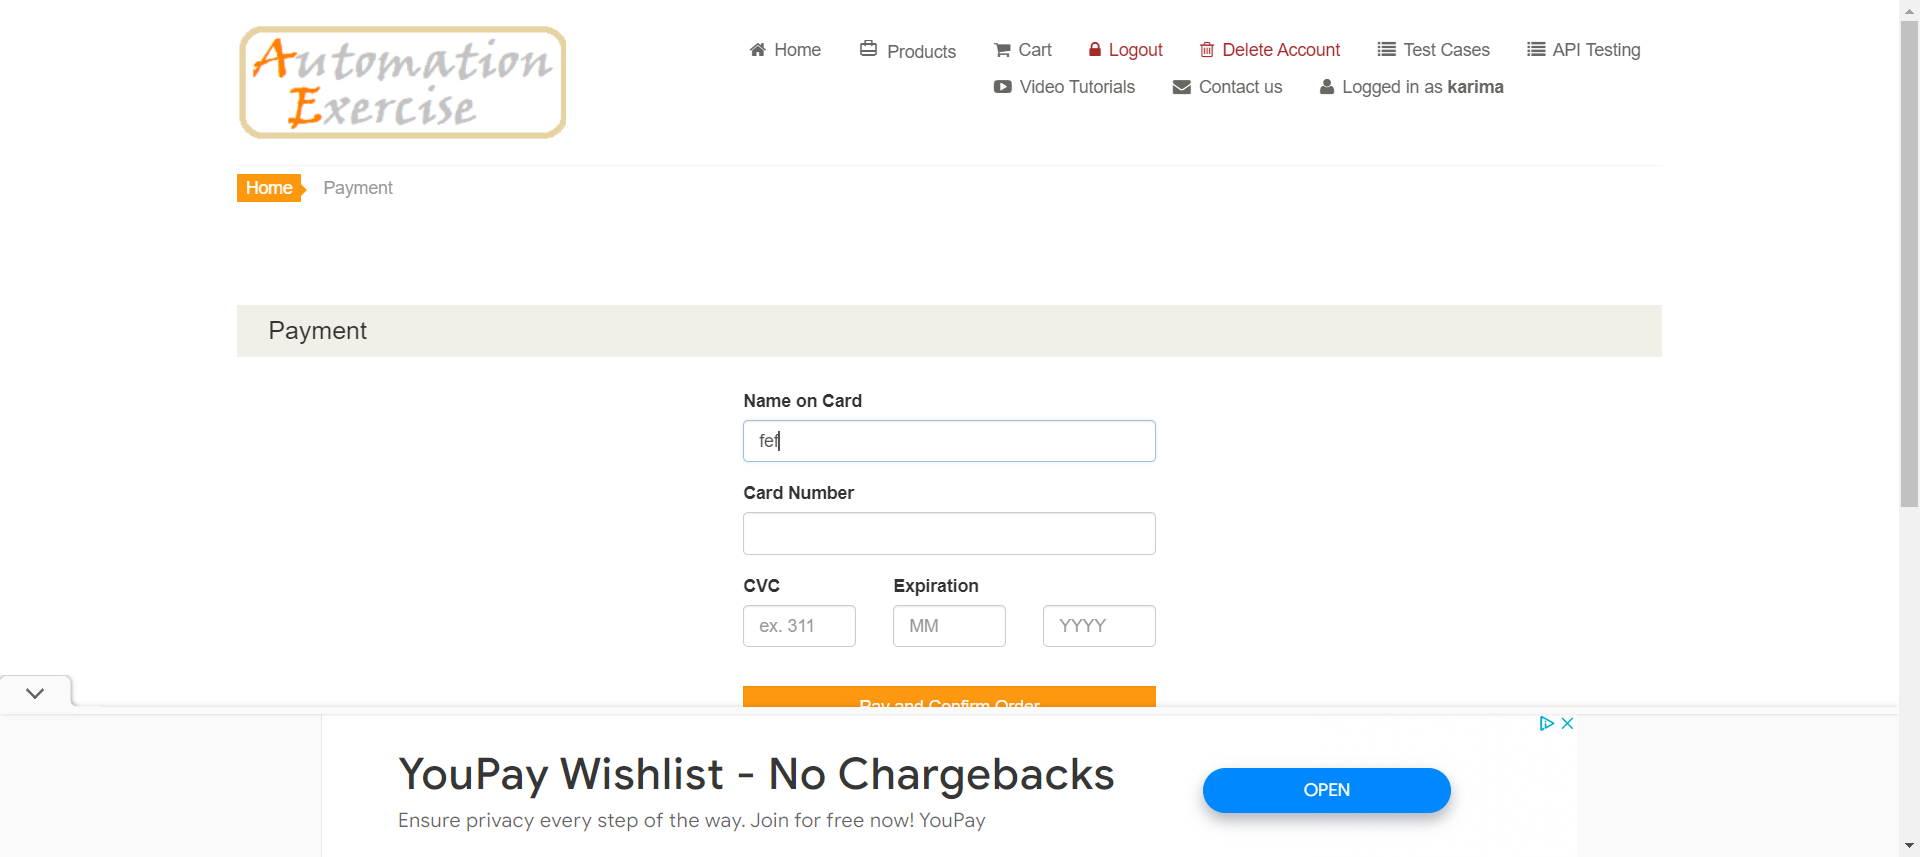 Automation
Exercise
Home Products Cart Logout Delete Account Test Cases API Testing
Video Tutorials Contact us Logged in as karima
Home Payment
Payment
Name on Card
fef
Card Number
CVC Expiration
ex. 311 MM YYYY
Pay and Confirm Order
YouPay Wishlist - No Chargebacks
OPEN
Ensure privacy every step of the way. Join for free now! YouPay